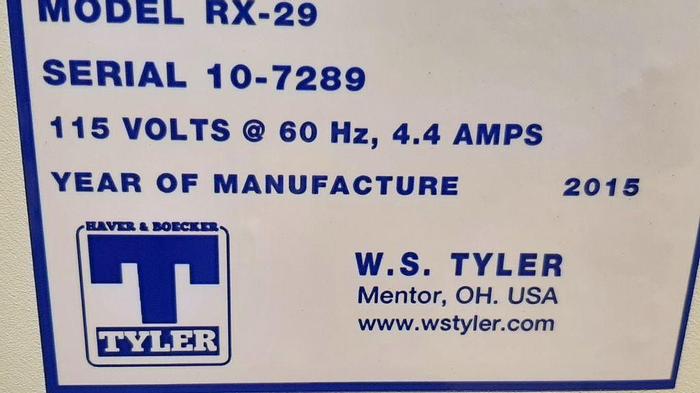 MODEL RX-29
SERIAL 10-7289
115 VOLTS @ 60 Hz, 4.4 AMPS
YEAR OF MANUFACTURE 2015
HAVER & BOECKER
T
TYLER
W.S. TYLER
Mentor, OH. USA
www.wstyler.com